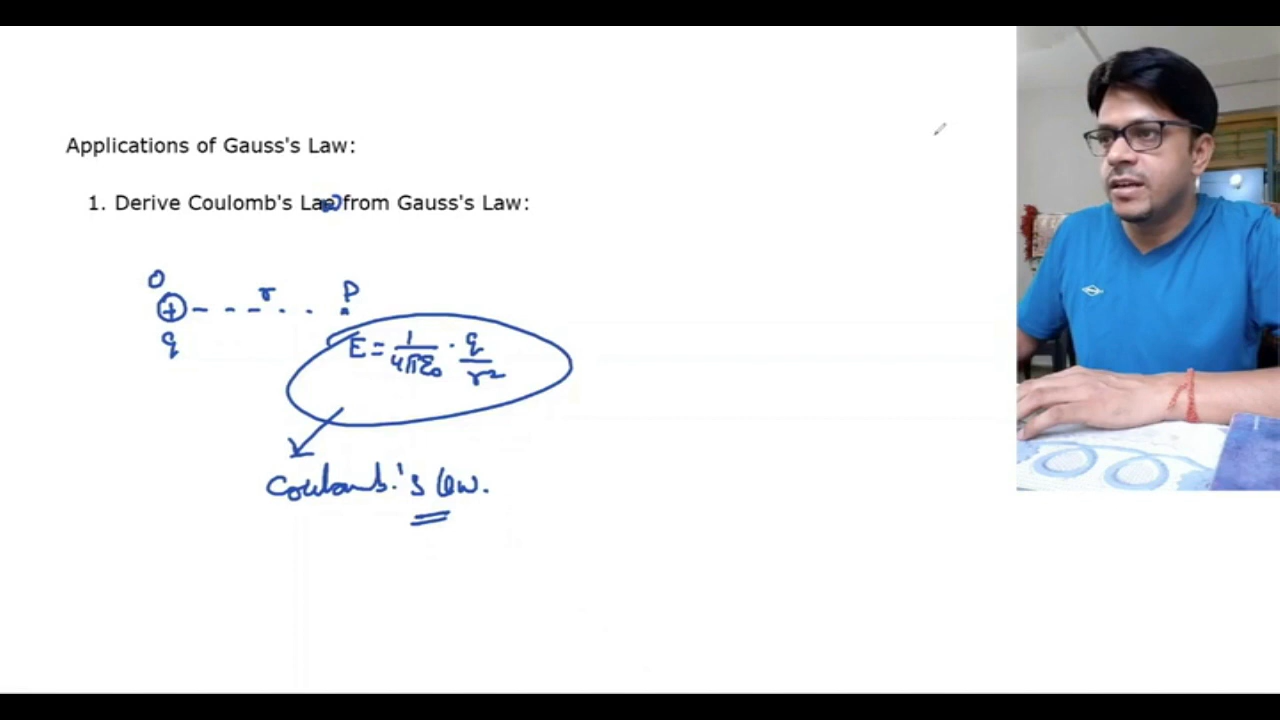 Applications of Gauss's Law:
1. Derive Coulomb's Law from Gauss's Law:
O
r
P
+
q
E = 1/4πε₀ · q/r²
Coulomb's law.